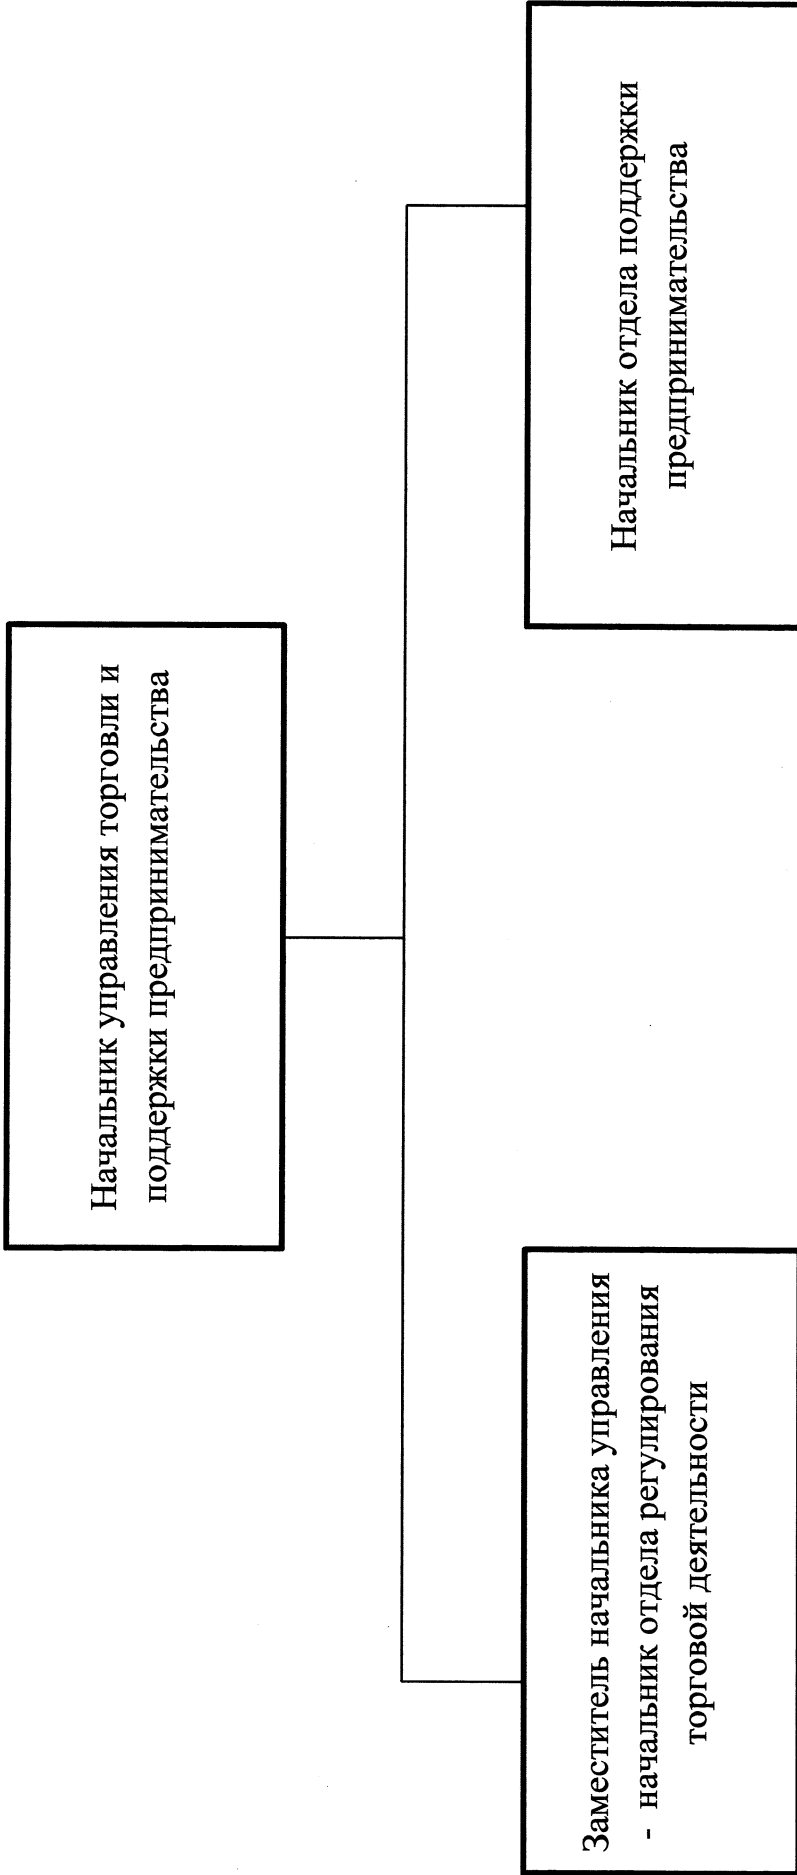 Начальник управления торговли и
поддержки предпринимательства
Заместитель начальника управления
- начальник отдела регулирования
торговой деятельности
Начальник отдела поддержки
предпринимательства